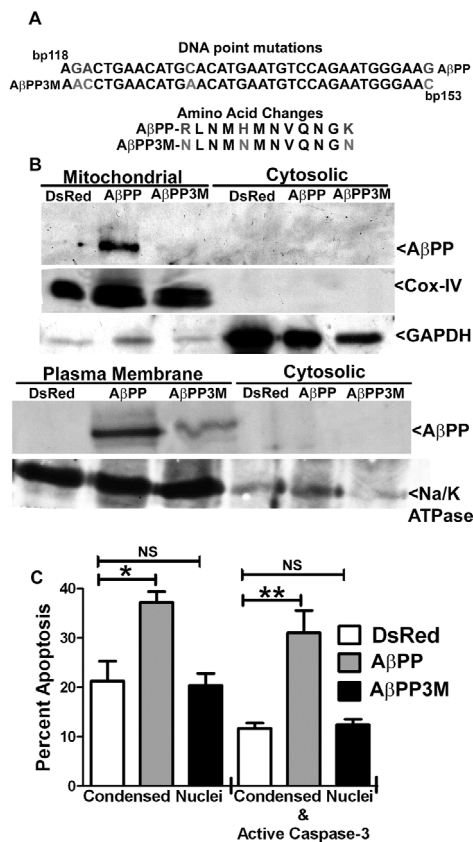 A
DNA point mutations
bp118
AGACTGAACATGCACATGAATGTCCAGAATGGGAAG AβPP
AβPP3M AACCTGAACATGAACATGAATGTCCAGAATGGGAAC
bp153
Amino Acid Changes
AβPP-R L N M H M N V Q N G K
AβPP3M-N L N M N M N V Q N G N
B
Mitochondrial Cytosolic
DsRed AβPP AβPP3M DsRed AβPP AβPP3M
<AβPP
<Cox-IV
<GAPDH
Plasma Membrane Cytosolic
DsRed AβPP AβPP3M DsRed AβPP AβPP3M
<AβPP
<Na/K
ATPase
C
NS NS
* **
Percent Apoptosis
40
30
20
10
0
DsRed
AβPP
AβPP3M
Condensed Nuclei Condensed Nuclei
&
Active Caspase-3